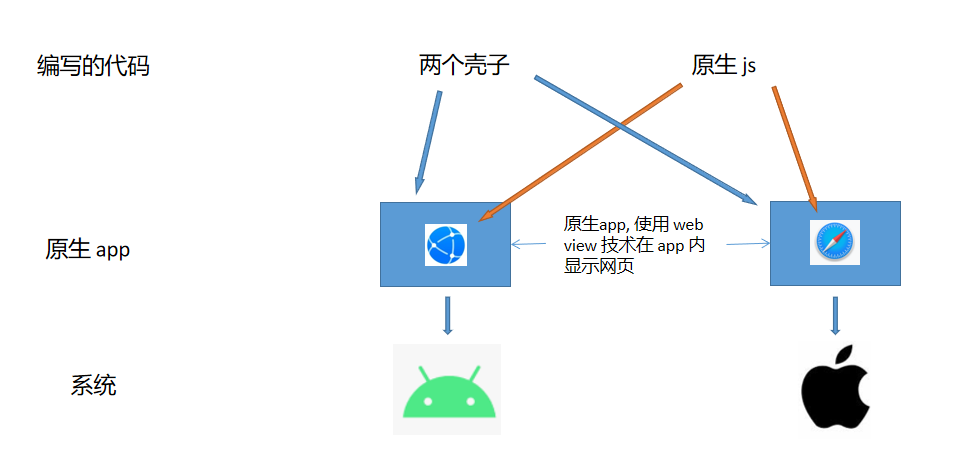 编写的代码
两个壳子
原生 js
原生 app
原生app, 使用 web
view 技术在 app 内
显示网页
系统